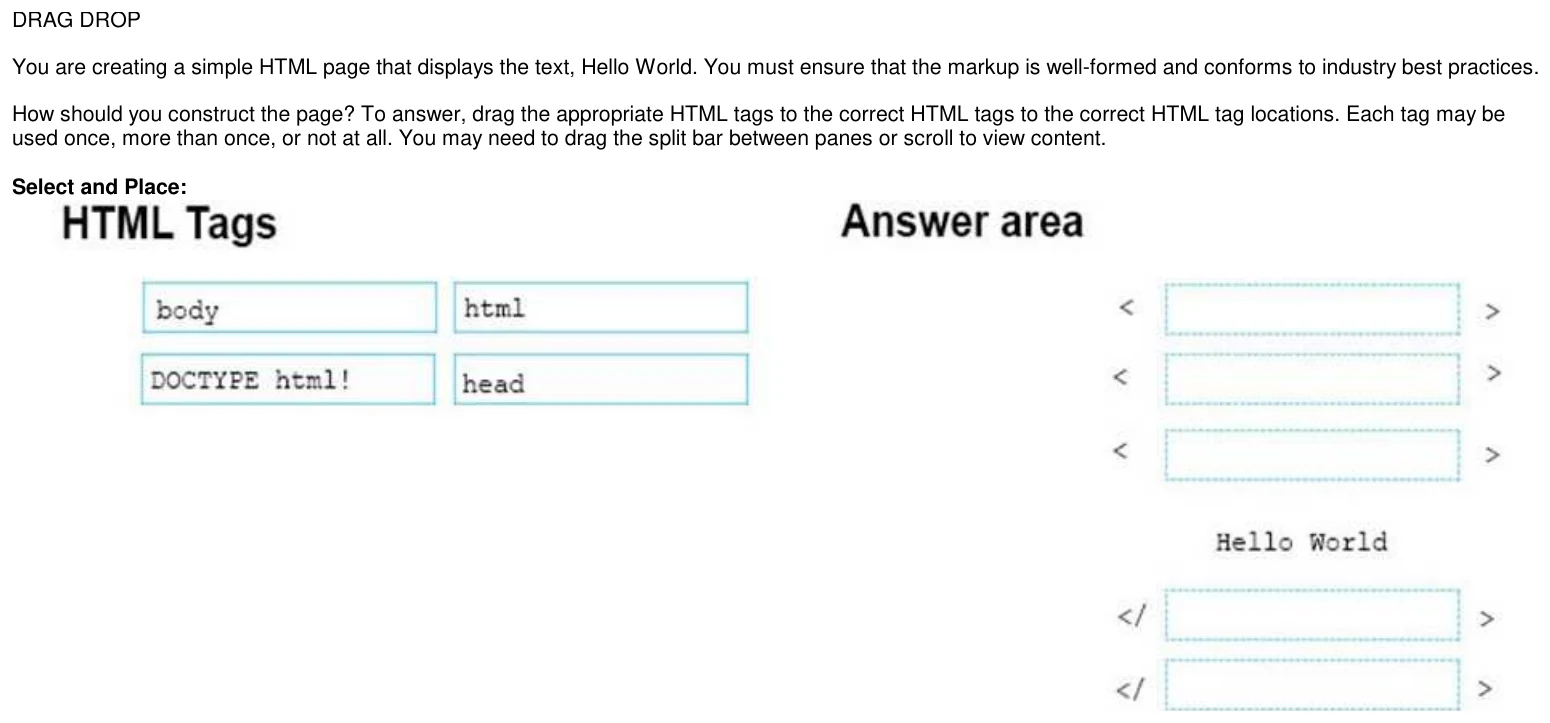 DRAG DROP
You are creating a simple HTML page that displays the text, Hello World. You must ensure that the markup is well-formed and conforms to industry best practices.
How should you construct the page? To answer, drag the appropriate HTML tags to the correct HTML tags to the correct HTML tag locations. Each tag may be
used once, more than once, or not at all. You may need to drag the split bar between panes or scroll to view content.
Select and Place:
HTML Tags
Answer area
body
html
< >
DOCTYPE html!
head
< >
< >
Hello World
</ >
</ >